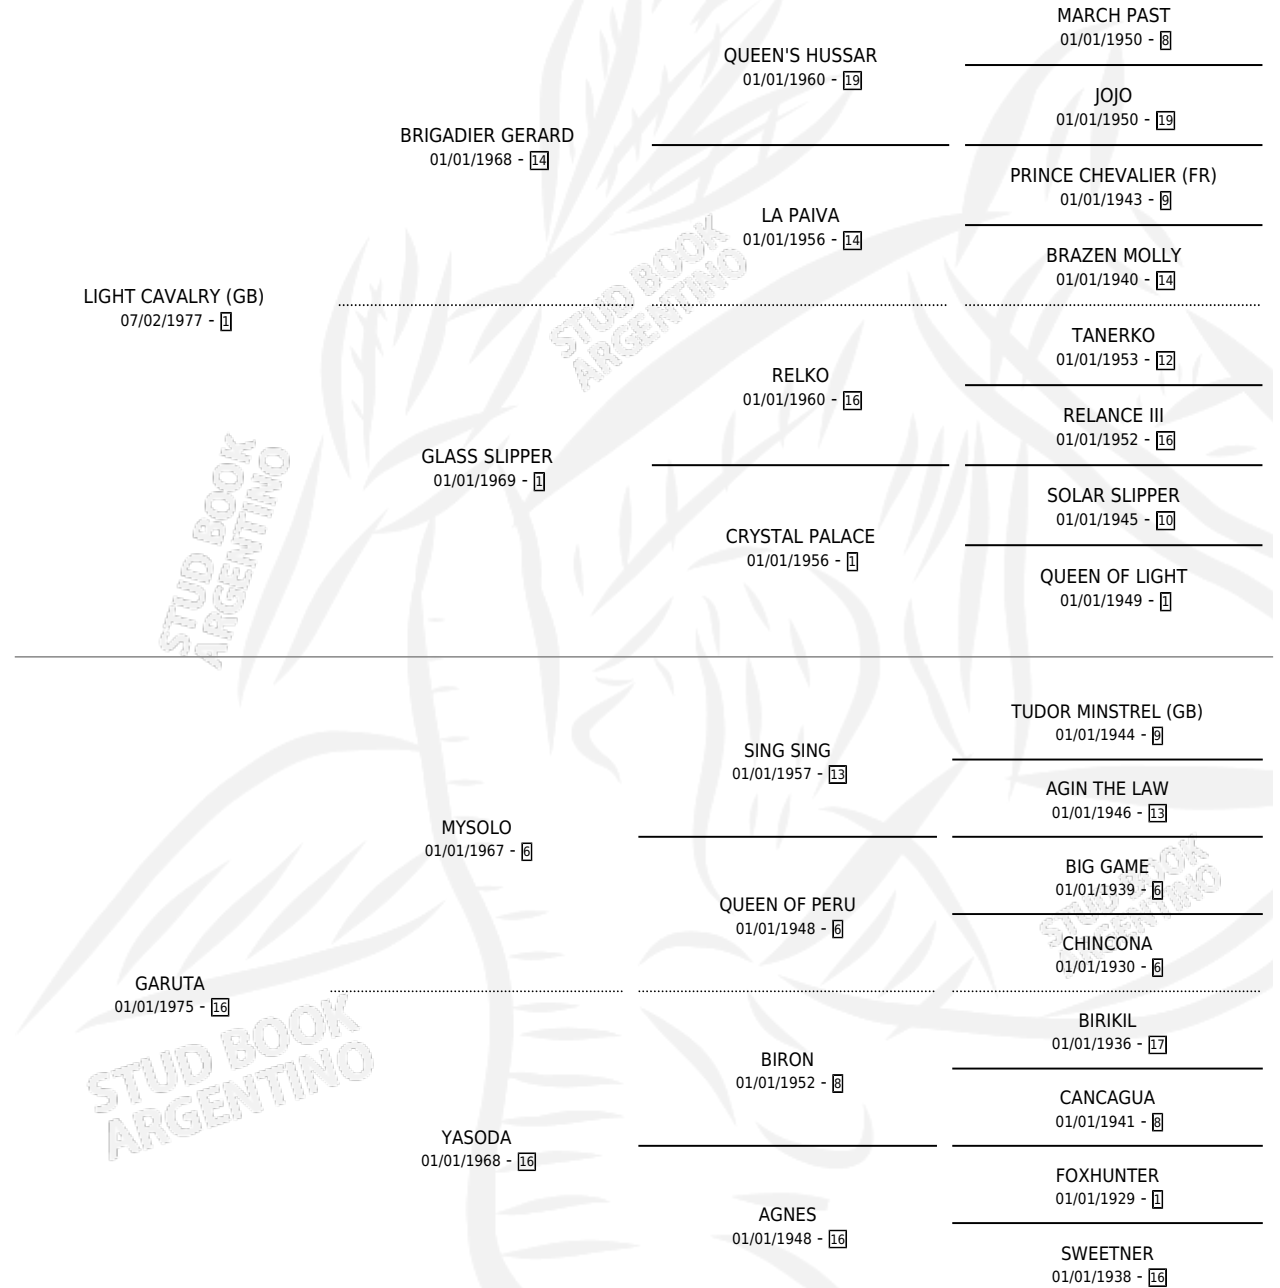 MARCH PAST
01/01/1950 - 8
QUEEN'S HUSSAR
01/01/1960 - 19
JOJO
01/01/1950 - 19
BRIGADIER GERARD
01/01/1968 - 14
PRINCE CHEVALIER (FR)
01/01/1943 - 9
LA PAIVA
01/01/1956 - 14
BRAZEN MOLLY
01/01/1940 - 14
LIGHT CAVALRY (GB)
07/02/1977 - 1
TANERKO
01/01/1953 - 12
RELKO
01/01/1960 - 16
RELANCE III
01/01/1952 - 16
GLASS SLIPPER
01/01/1969 - 1
SOLAR SLIPPER
01/01/1945 - 10
CRYSTAL PALACE
01/01/1956 - 1
QUEEN OF LIGHT
01/01/1949 - 1
TUDOR MINSTREL (GB)
01/01/1944 - 9
SING SING
01/01/1957 - 13
AGIN THE LAW
01/01/1946 - 13
MYSOLO
01/01/1967 - 6
BIG GAME
01/01/1939 - 6
QUEEN OF PERU
01/01/1948 - 6
CHINCONA
01/01/1930 - 6
GARUTA
01/01/1975 - 16
BIRIKIL
01/01/1936 - 17
BIRON
01/01/1952 - 8
CANCAGUA
01/01/1941 - 8
YASODA
01/01/1968 - 16
FOXHUNTER
01/01/1929 - 1
AGNES
01/01/1948 - 16
SWEETNER
01/01/1938 - 16
STUD BOOK
ARGENTINO
STUD BOOK
ARGENTINO
STUD BOOK
ARGENTINO
STUD BOOK
ARGENTINO